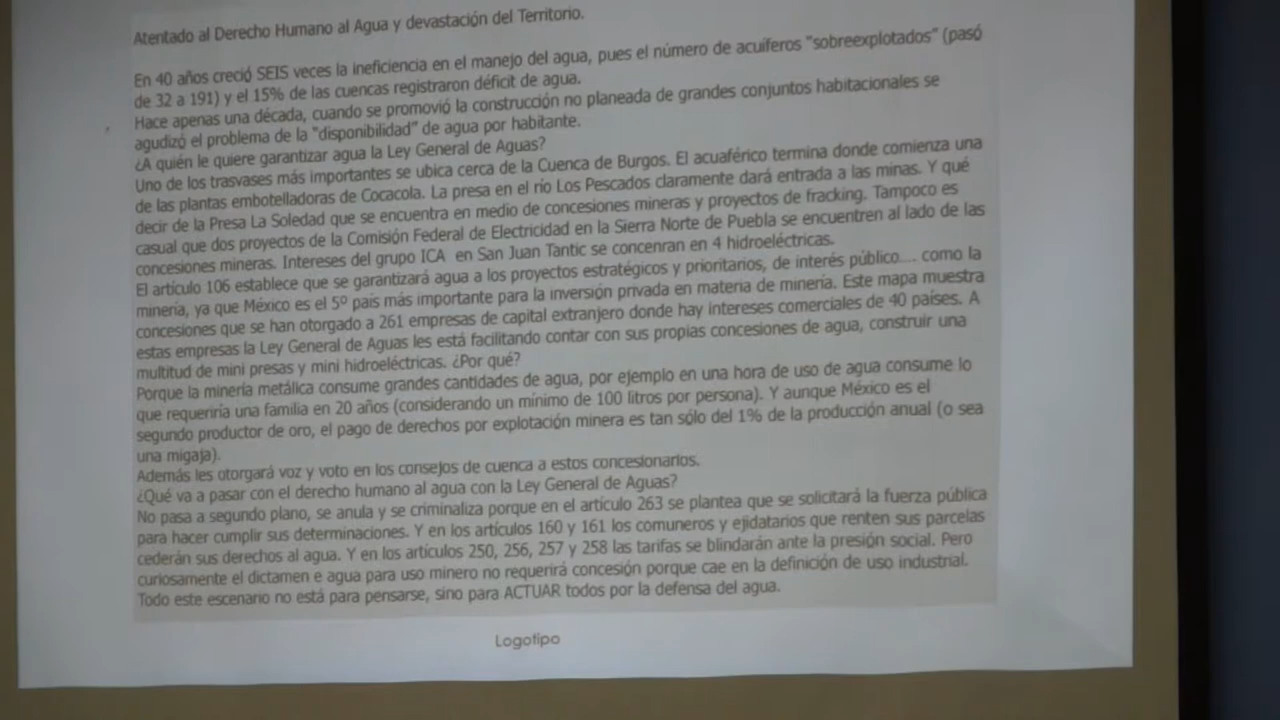 Atentado al Derecho Humano al Agua y devastación del Territorio.
En 40 años creció SEIS veces la ineficiencia en el manejo del agua, pues el número de acuíferos "sobreexplotados" (pasó
de 32 a 191) y el 15% de las cuencas registraron déficit de agua.
Hace apenas una década, cuando se promovió la construcción no planeada de grandes conjuntos habitacionales se
agudizó el problema de la "disponibilidad" de agua por habitante.
¿A quién le quiere garantizar agua la Ley General de Aguas?
Uno de los trasvases más importantes se ubica cerca de la Cuenca de Burgos. El acuaférico termina donde comienza una
de las plantas embotelladoras de Cocacola. La presa en el río Los Pescados claramente dará entrada a las minas. Y qué
decir de la Presa La Soledad que se encuentra en medio de concesiones mineras y proyectos de fracking. Tampoco es
casual que dos proyectos de la Comisión Federal de Electricidad en la Sierra Norte de Puebla se encuentren al lado de las
concesiones mineras. Intereses del grupo ICA en San Juan Tantic se concenran en 4 hidroeléctricas.
El artículo 106 establece que se garantizará agua a los proyectos estratégicos y prioritarios, de interés público.... como la
minería, ya que México es el 5º país más importante para la inversión privada en materia de minería. Este mapa muestra
concesiones que se han otorgado a 261 empresas de capital extranjero donde hay intereses comerciales de 40 países. A
estas empresas la Ley General de Aguas les está facilitando contar con sus propias concesiones de agua, construir una
multitud de mini presas y mini hidroeléctricas. ¿Por qué?
Porque la minería metálica consume grandes cantidades de agua, por ejemplo en una hora de uso de agua consume lo
que requeriría una familia en 20 años (considerando un mínimo de 100 litros por persona). Y aunque México es el
segundo productor de oro, el pago de derechos por explotación minera es tan sólo del 1% de la producción anual (o sea
una migaja).
Además les otorgará voz y voto en los consejos de cuenca a estos concesionarios.
¿Qué va a pasar con el derecho humano al agua con la Ley General de Aguas?
No pasa a segundo plano, se anula y se criminaliza porque en el artículo 263 se plantea que se solicitará la fuerza pública
para hacer cumplir sus determinaciones. Y en los artículos 160 y 161 los comuneros y ejidatarios que renten sus parcelas
cederán sus derechos al agua. Y en los artículos 250, 256, 257 y 258 las tarifas se blindarán ante la presión social. Pero
curiosamente el dictamen e agua para uso minero no requerirá concesión porque cae en la definición de uso industrial.
Todo este escenario no está para pensarse, sino para ACTUAR todos por la defensa del agua.
Logotipo